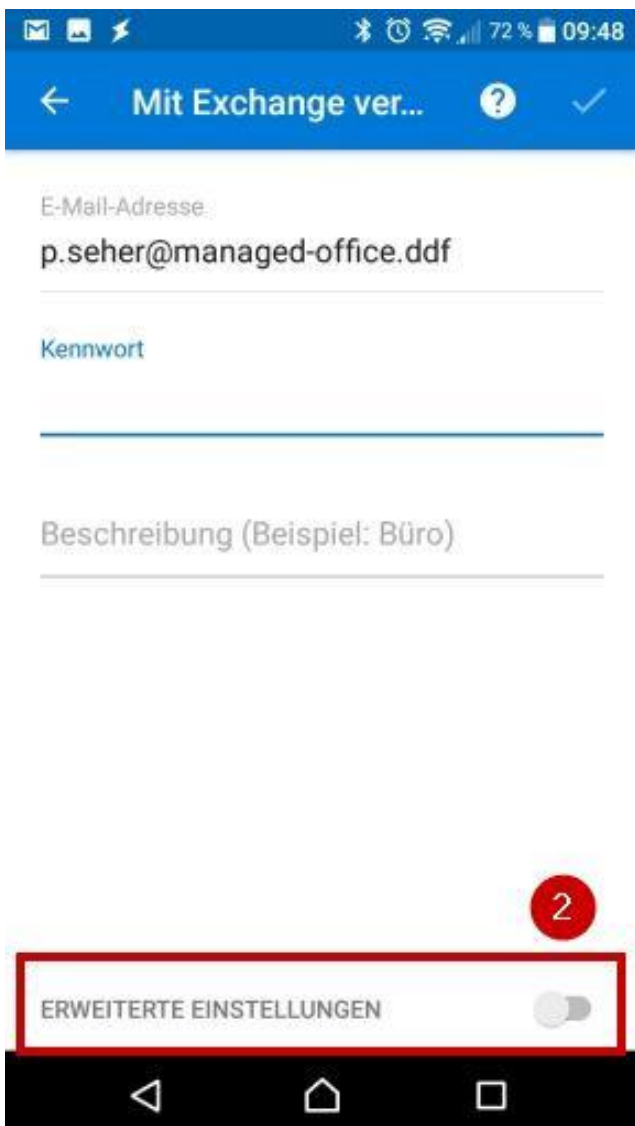 72 % 09:48
Mit Exchange ver...
?
E-Mail-Adresse
p.seher@managed-office.ddf
Kennwort
Beschreibung (Beispiel: Büro)
2
ERWEITERTE EINSTELLUNGEN